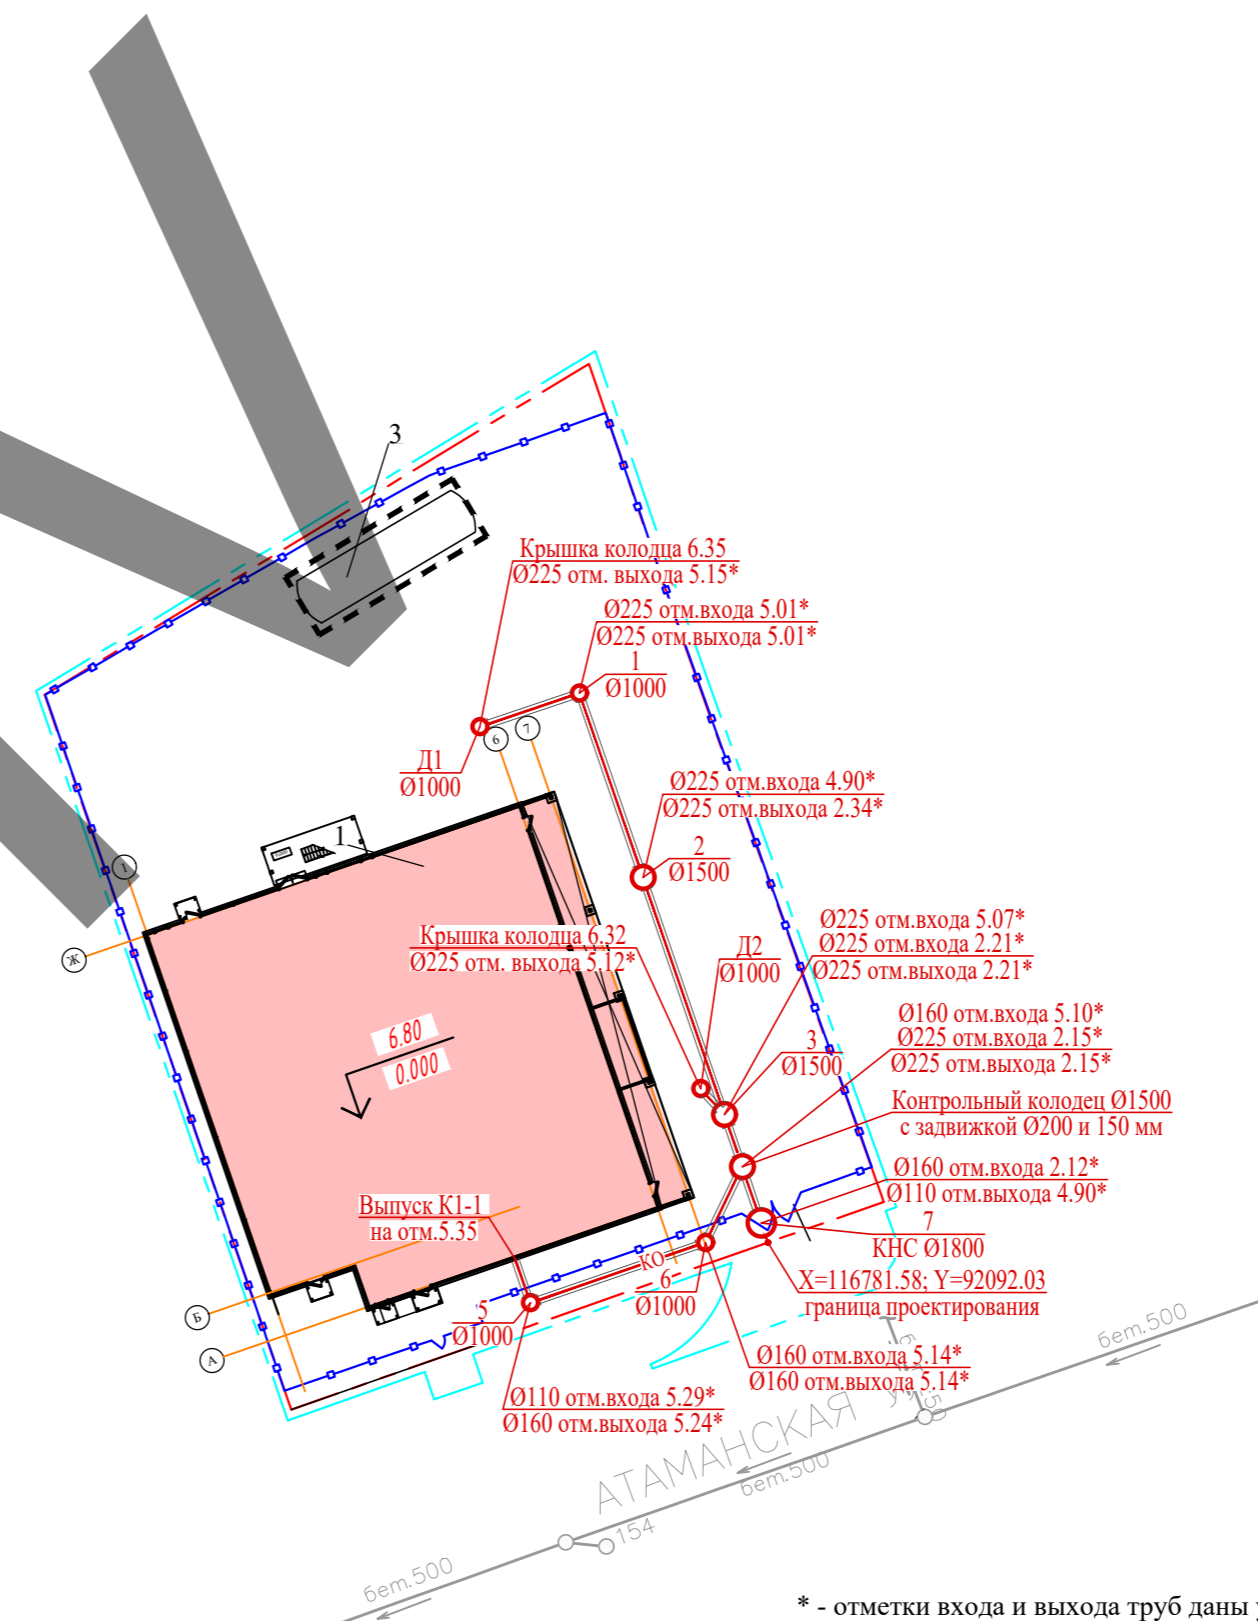 3
Крышка колодца 6.35
Ø225 отм. выхода 5.15*
Ø225 отм.входа 5.01*
Ø225 отм.выхода 5.01*
1
Ø1000
6
7
Д1
Ø1000
Ø225 отм.входа 4.90*
Ø225 отм.выхода 2.34*
1
2
Ø1500
1
Ø225 отм.входа 5.07*
Ø225 отм.входа 2.21*
Ø225 отм.выхода 2.21*
Крышка колодца 6.32
Ø225 отм. выхода 5.12*
Д2
Ø1000
Ж
Ø160 отм.входа 5.10*
Ø225 отм.входа 2.15*
Ø225 отм.выхода 2.15*
6.80
0.000
3
Ø1500
Контрольный колодец Ø1500
с задвижкой Ø200 и 150 мм
Ø160 отм.входа 2.12*
Ø110 отм.выхода 4.90*
Выпуск К1-1
на отм.5.35
7
КНС Ø1800
КО
6
Ø1000
X=116781.58; Y=92092.03
граница проектирования
Б
А
5
Ø1000
бет.500
Ø160 отм.входа 5.14*
Ø160 отм.выхода 5.14*
Ø110 отм.входа 5.29*
Ø160 отм.выхода 5.24*
АТАМАНСКАЯ
бет.500
154
бет.500
* - отметки входа и выхода труб даны